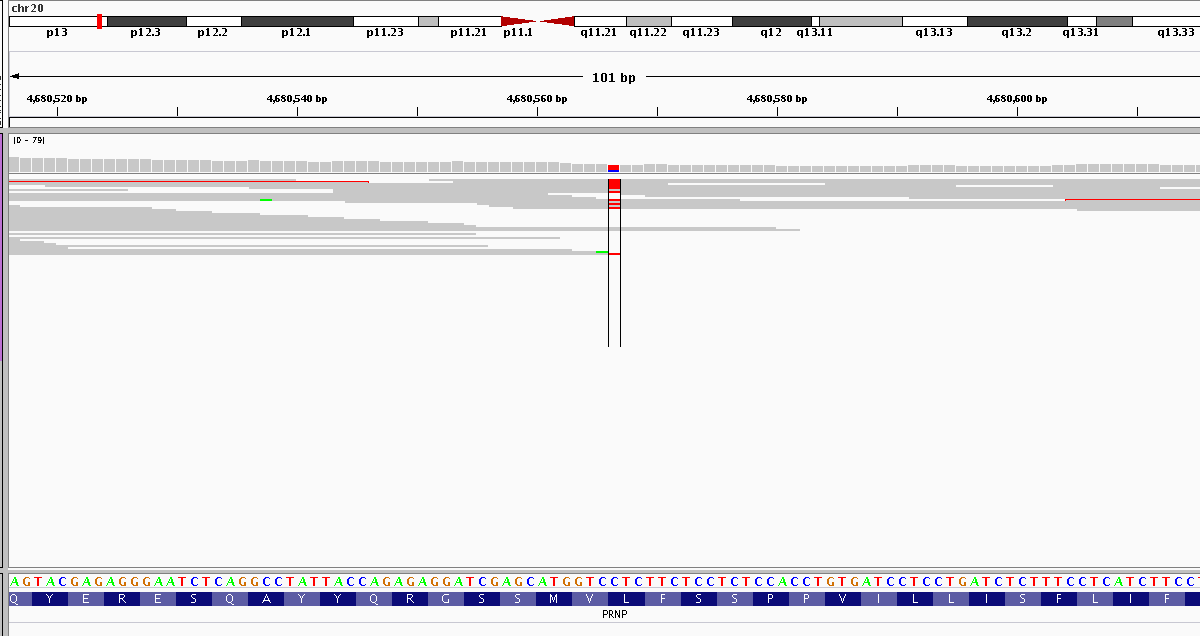 chr20
p13 p12.3 p12.2 p12.1 p11.23 p11.21 p11.1 q11.21 q11.22 q11.23 q12 q13.11 q13.13 q13.2 q13.31 q13.33
101 bp
4,680,520 bp 4,680,540 bp 4,680,560 bp 4,680,580 bp 4,680,600 bp
[0 - 79]
AGTACGAGAGGGAATCTCAGGCCTATTACCAGAGAGGATCGAGCATGGTCCTCTTCTCCTCTCCACCTGTGATCCTCCTGATCTCTTTCCTCATCTTCC
Q Y E R E S Q A Y Y Q R G S S M V L F S S P P V I L L I S F L I F
PRNP